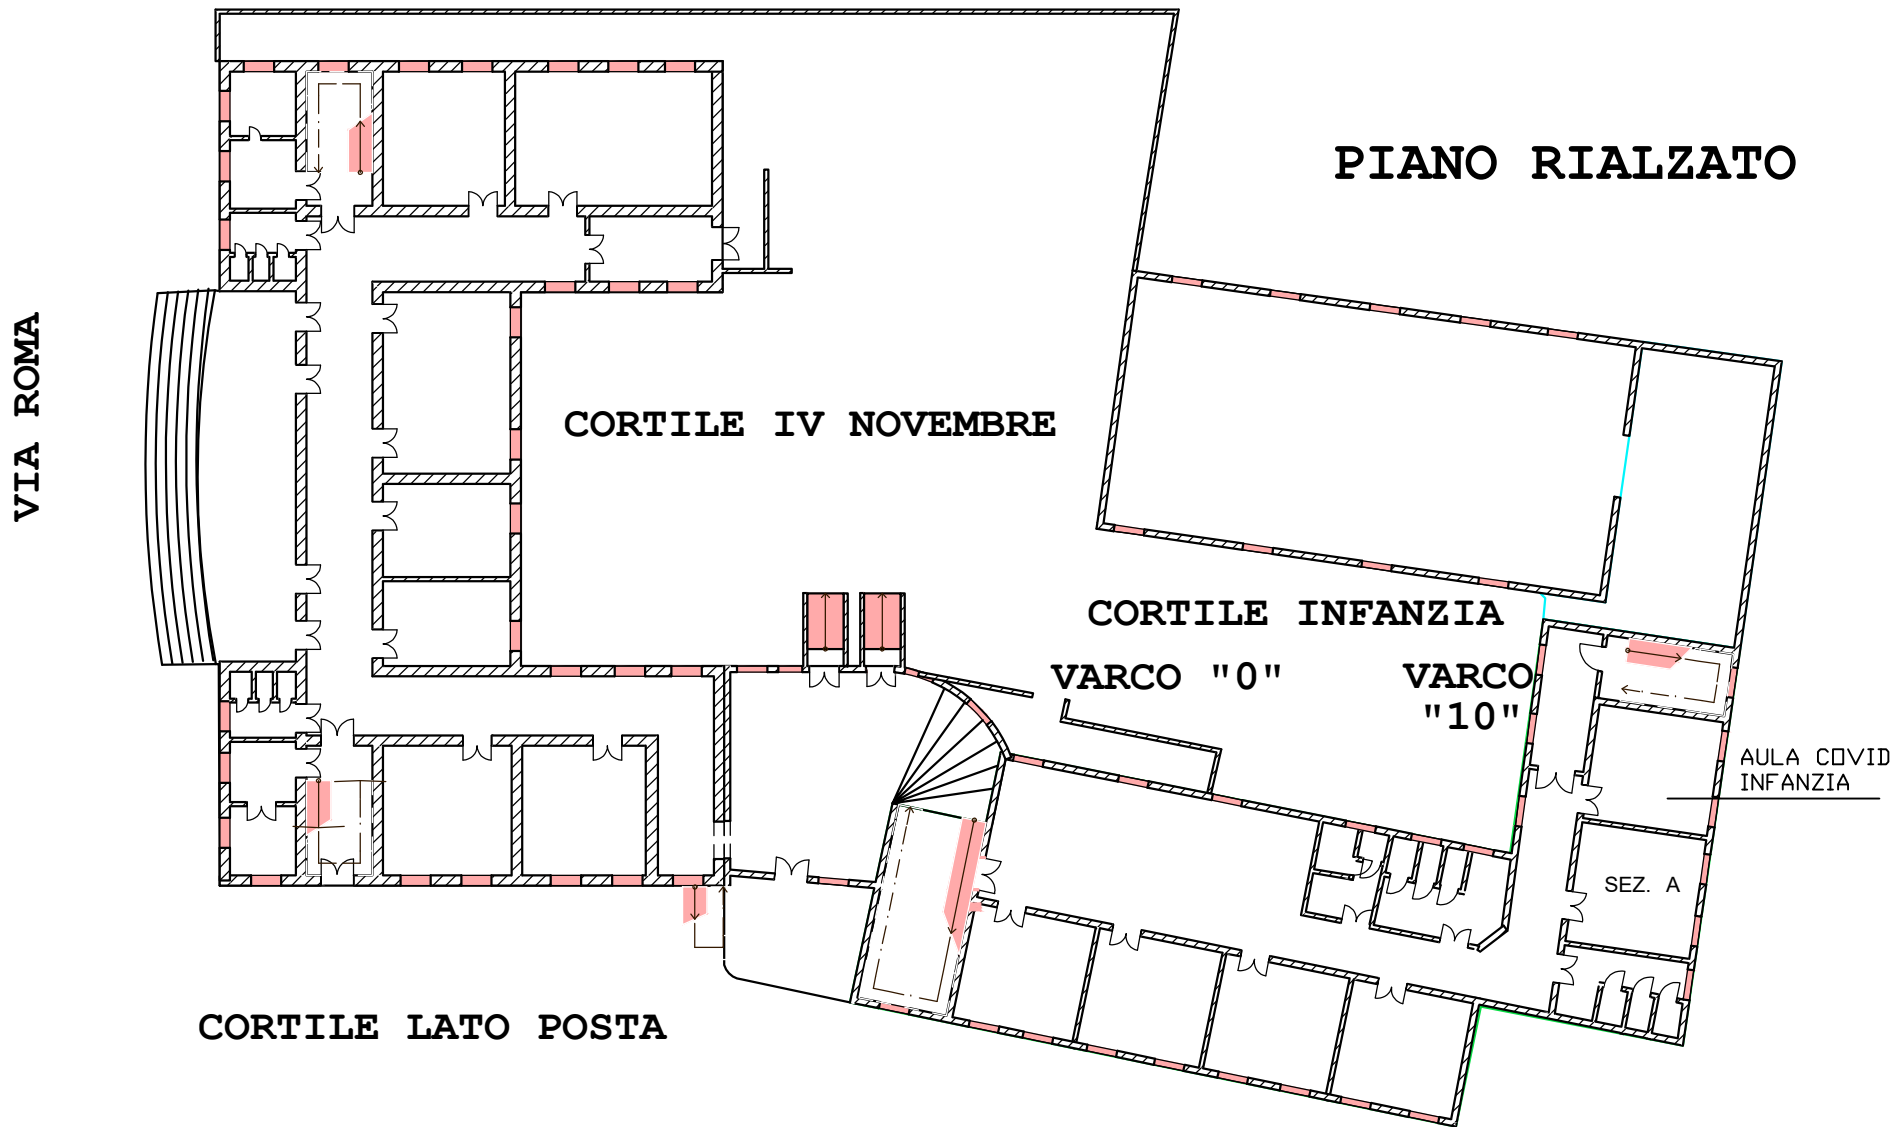 PIANO RIALZATO
VIA ROMA
CORTILE IV NOVEMBRE
CORTILE INFANZIA
VARCO "0"
VARCO
"10"
AULA COVID
INFANZIA
SEZ. A
CORTILE LATO POSTA